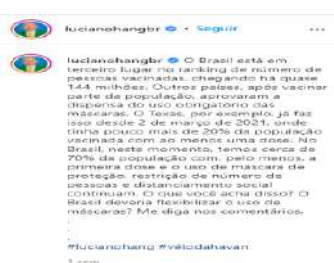 lucianohangbr • Seguir
lucianohangbr O Brasil está em
terceiro lugar no ranking de número de
pessoas vacinadas, chegando há quase
144 milhões. Outros países, após vacinar
parte da população, aprovaram a
dispensa do uso obrigatório das
máscaras. O Texas, por exemplo, já faz
isso desde 2 de março de 2021, onde
tinha pouco mais de 20% da população
vacinada com ao menos uma dose. No
Brasil, neste momento, temos cerca de
70% da população com, pelo menos, a
primeira dose e o uso de máscara de
proteção, restrição de número de
pessoas e distanciamento social
continuam. O que você acha disso? O
Brasil deveria flexibilizar o uso de
máscaras? Me diga nos comentários.
.
.
#lucianohang #véiodahavan